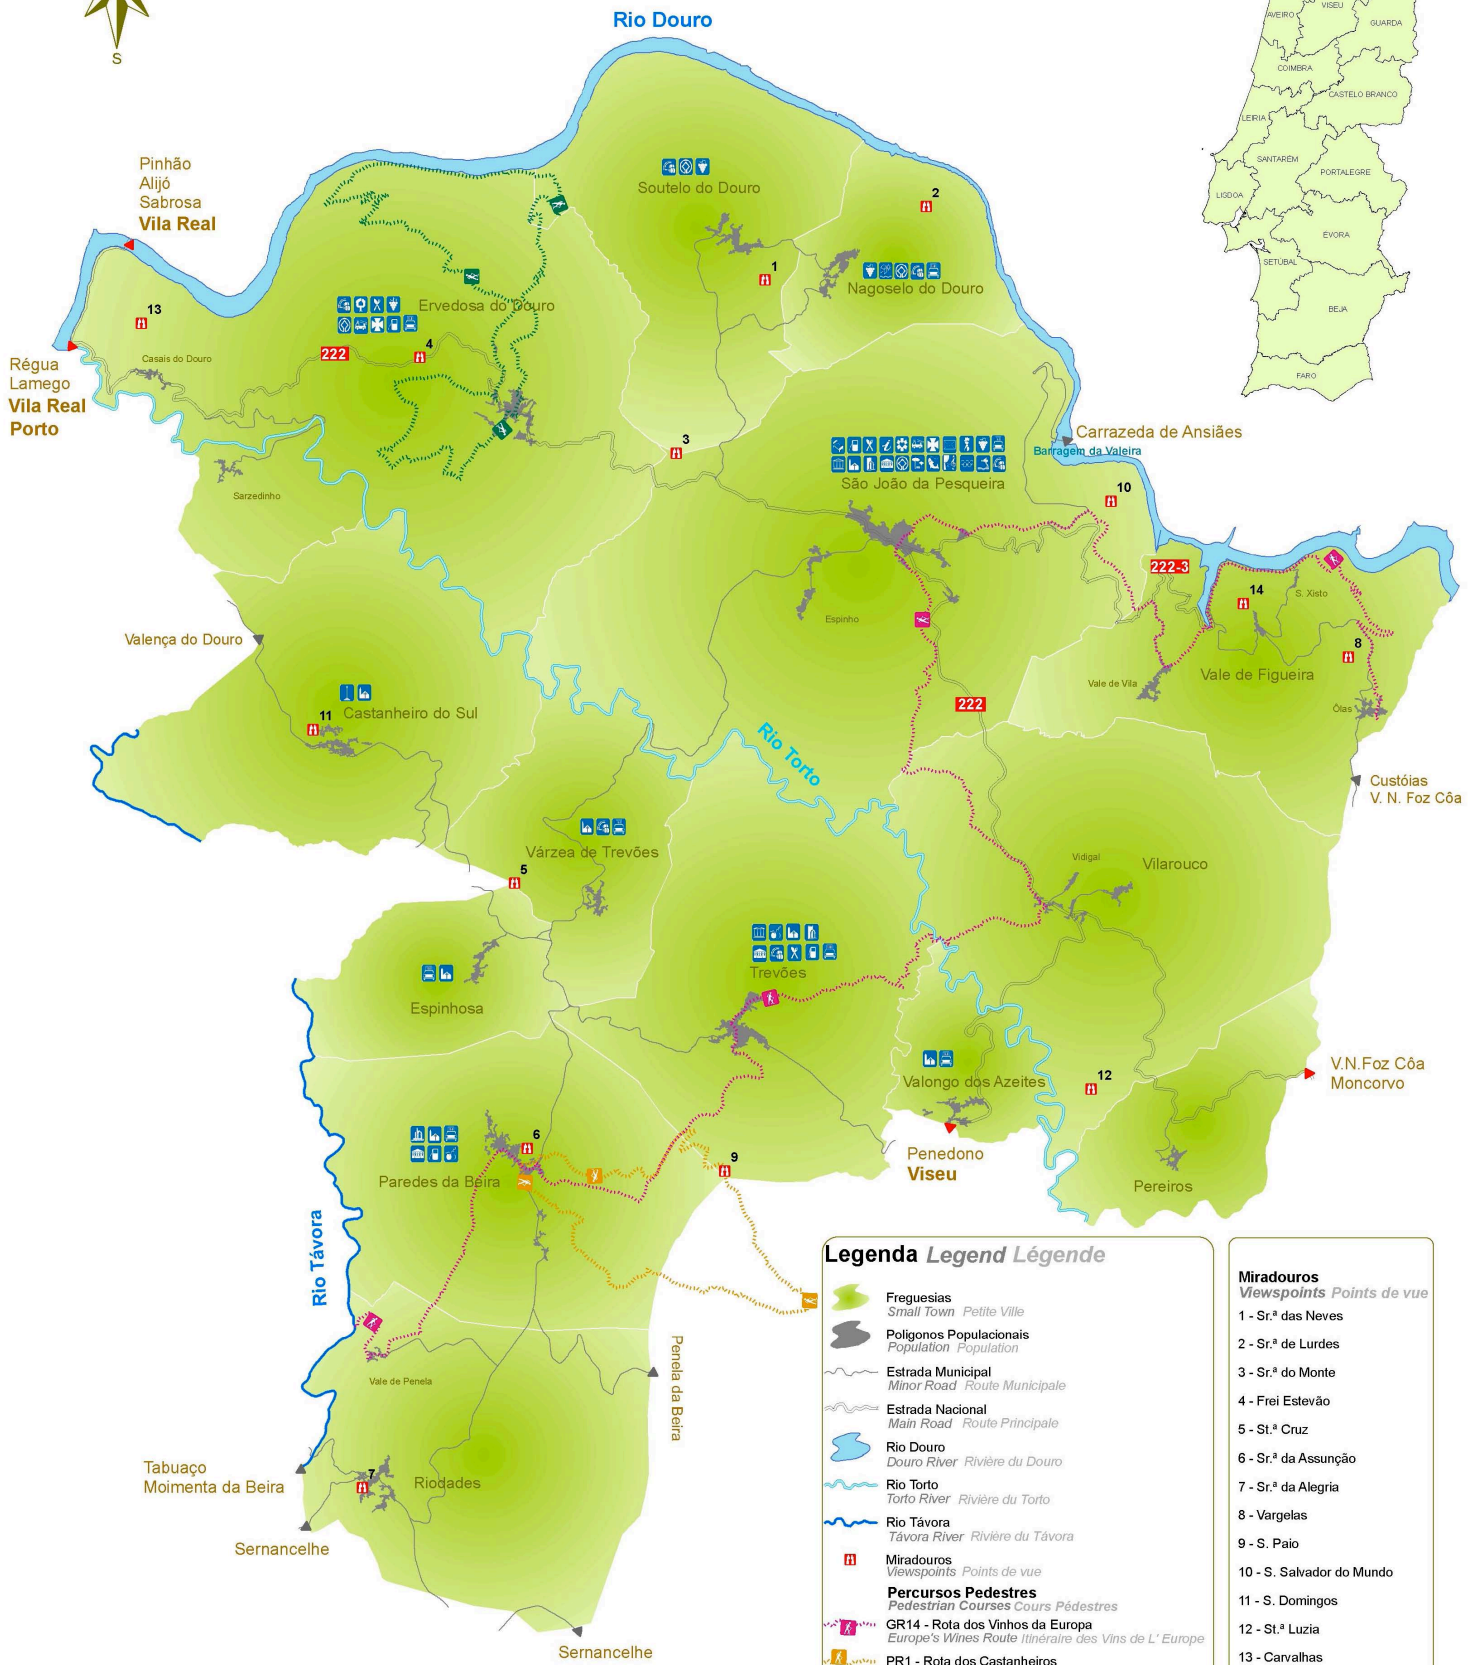 Rio Douro
S
AVEIRO
VISEU
GUARDA
COIMBRA
CASTELO BRANCO
LEIRIA
SANTARÉM
PORTALEGRE
LIGDOA
ÉVORA
SETÚBAL
BEJA
FARO
Pinhão
Alijó
Sabrosa
Vila Real
Soutelo do Douro
2
1
Nagoselo do Douro
13
Ervedosa do Douro
222
4
Casais do Douro
Régua
Lamego
Vila Real
Porto
3
Carrazeda de Ansiães
Barragem da Valeira
São João da Pesqueira
10
Sarzedinho
222-3
14
S. Xisto
Espinho
Valença do Douro
8
Vale de Figueira
Vale de Vila
222
Ôlas
11
Castanheiro do Sul
Rio Torto
Custóias
V. N. Foz Côa
Várzea de Trevões
5
Vidigal
Vilarouco
Trevões
Espinhosa
Valongo dos Azeites
12
V.N.Foz Côa
Moncorvo
6
9
Penedono
Viseu
Paredes da Beira
Pereiros
Rio Távora
Vale de Penela
Penela da Beira
7
Riodades
Tabuaço
Moimenta da Beira
Sernancelhe
Sernancelhe
Legenda Legend Légende
Freguesias
Small Town Petite Ville
Poligonos Populacionais
Population Population
Estrada Municipal
Minor Road Route Municipale
Estrada Nacional
Main Road Route Principale
Rio Douro
Douro River Rivière du Douro
Rio Torto
Torto River Rivière du Torto
Rio Távora
Távora River Rivière du Távora
Miradouros
Viewpoints Points de vue
Percursos Pedestres
Pedestrian Courses Cours Pédestres
GR14 - Rota dos Vinhos da Europa
Europe's Wines Route Itinéraire des Vins de L' Europe
PR1 - Rota dos Castanheiros
Miradouros
Viewpoints Points de vue
1 - Sr.ª das Neves
2 - Sr.ª de Lurdes
3 - Sr.ª do Monte
4 - Frei Estevão
5 - St.ª Cruz
6 - Sr.ª da Assunção
7 - Sr.ª da Alegria
8 - Vargelas
9 - S. Paio
10 - S. Salvador do Mundo
11 - S. Domingos
12 - St.ª Luzia
13 - Carvalhas